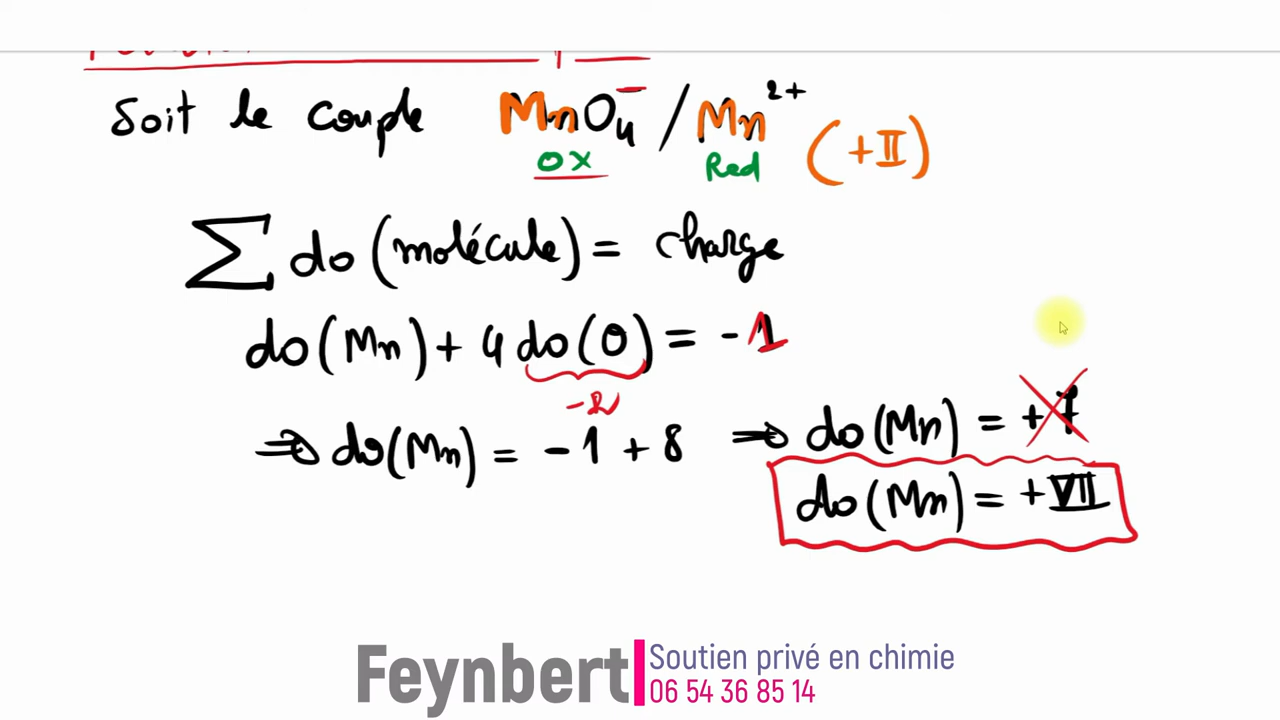 Soit le couple MnO₄⁻ / Mn²⁺ (+II)
ox Red
∑ do (molécule) = charge
do(Mn) + 4 do(O) = -1
-2
⇒ do(Mn) = -1 + 8 ⇒ do(Mn) = +7
do(Mn) = +VII
Feynbert
Soutien privé en chimie
06 54 36 85 14